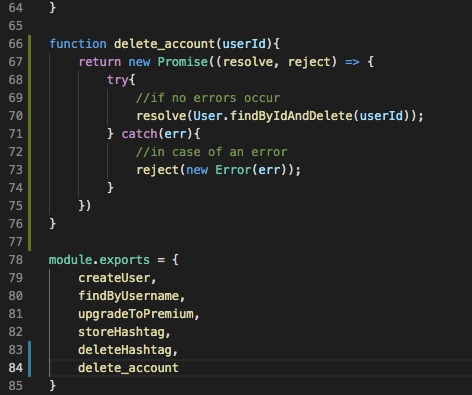 64 }
65
66 function delete_account(userId){
67     return new Promise((resolve, reject) => {
68         try{
69             //if no errors occur
70             resolve(User.findByIdAndDelete(userId));
71         } catch(err){
72             //in case of an error
73             reject(new Error(err));
74         }
75     })
76 }
77
78 module.exports = {
79     createUser,
80     findByUsername,
81     upgradeToPremium,
82     storeHashtag,
83     deleteHashtag,
84     delete_account
85 }